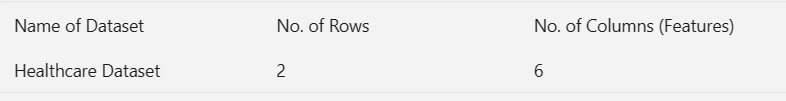 Name of Dataset No. of Rows No. of Columns (Features)
Healthcare Dataset 2 6